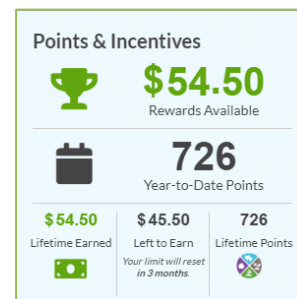 Points & Incentives
$54.50
Rewards Available
726
Year-to-Date Points
$54.50
Lifetime Earned
$45.50
Left to Earn
Your limit will reset
in 3 months.
726
Lifetime Points